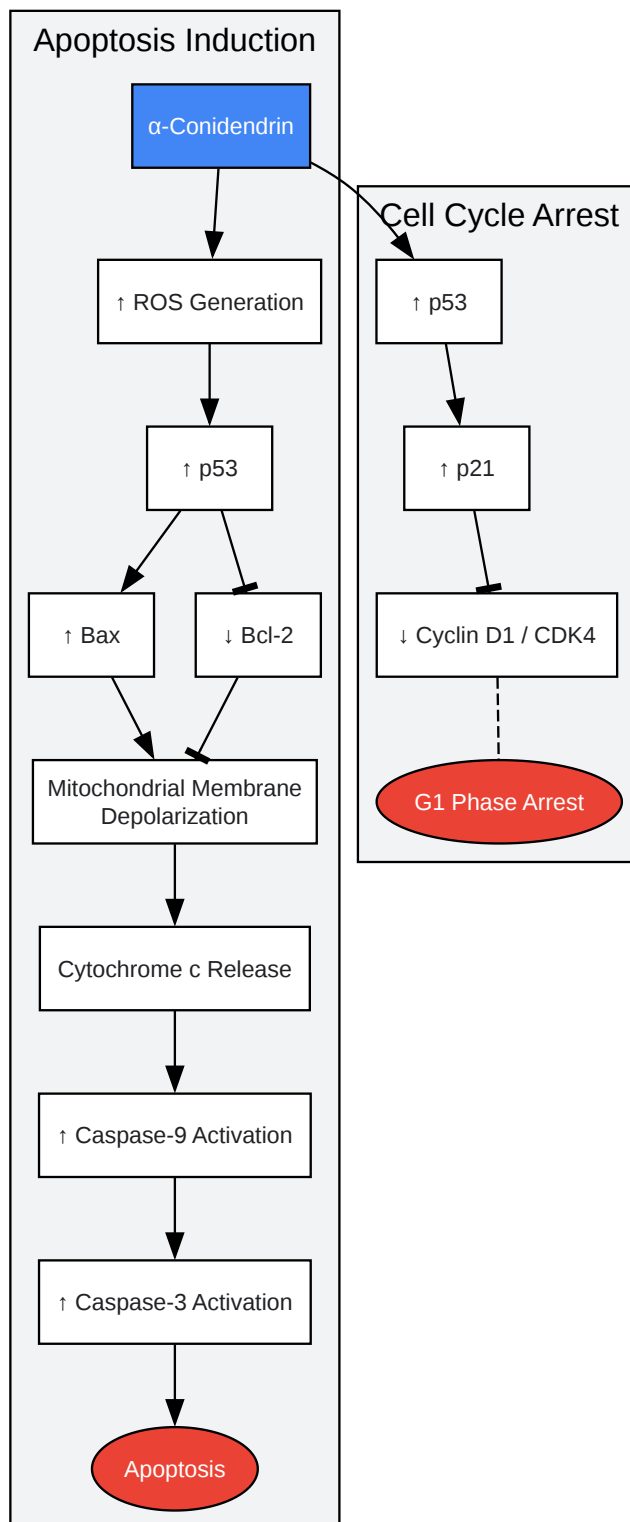 Apoptosis Induction
α-Conidendrin
↑ ROS Generation
↑ p53
↑ Bax
↓ Bcl-2
Mitochondrial Membrane
Depolarization
Cytochrome c Release
↑ Caspase-9 Activation
↑ Caspase-3 Activation
Apoptosis
Cell Cycle Arrest
↑ p53
↑ p21
↓ Cyclin D1 / CDK4
G1 Phase Arrest